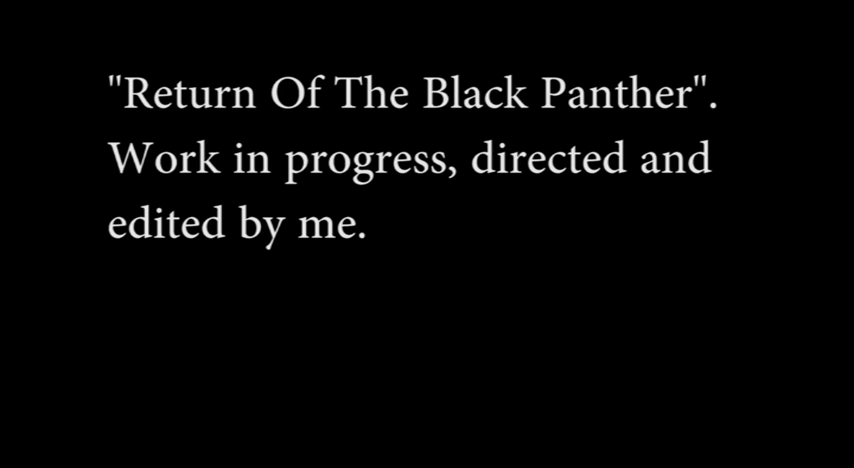 "Return Of The Black Panther".
Work in progress, directed and
edited by me.